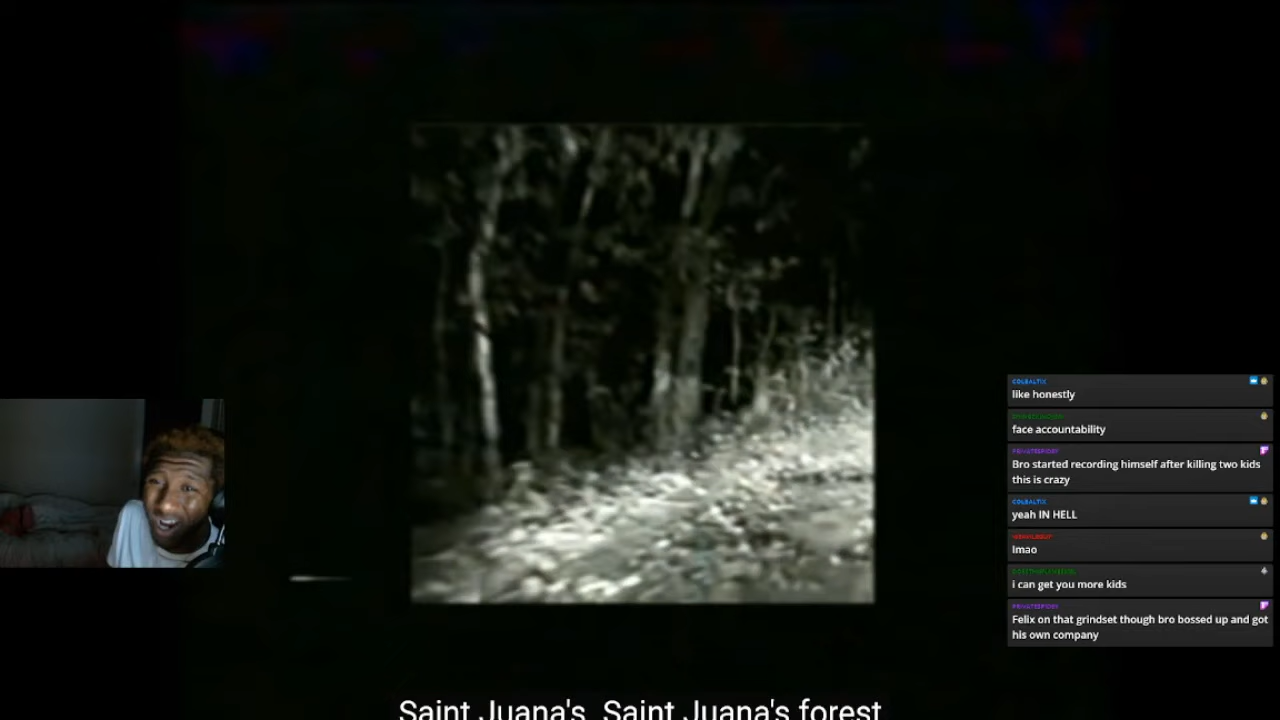 COLBALTIX
like honestly
face accountability
Bro started recording himself after killing two kids
this is crazy
COLBALTIX
yeah IN HELL
lmao
i can get you more kids
Felix on that grindset though bro bossed up and got
his own company
Saint Juana's, Saint Juana's forest